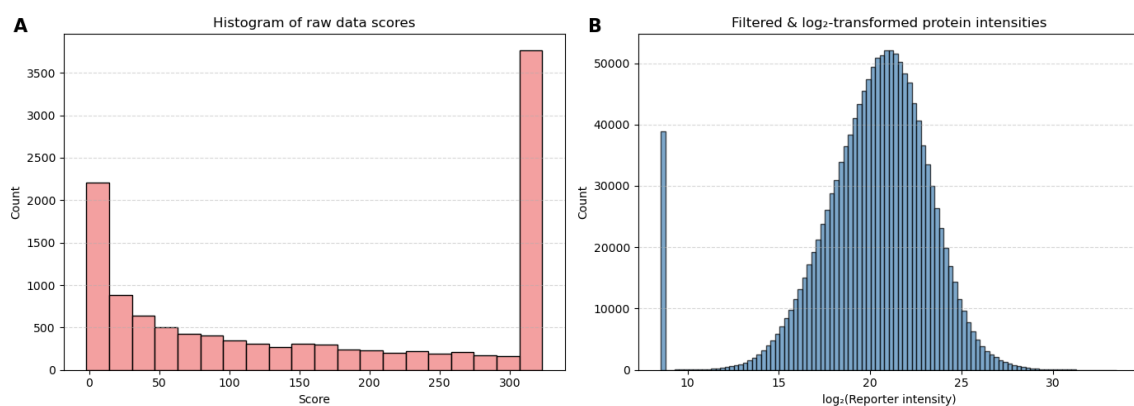 A
Histogram of raw data scores
Count
3500
3000
2500
2000
1500
1000
500
0
0 50 100 150 200 250 300
Score
B
Filtered & log₂-transformed protein intensities
Count
50000
40000
30000
20000
10000
0
10 15 20 25 30
log₂(Reporter intensity)